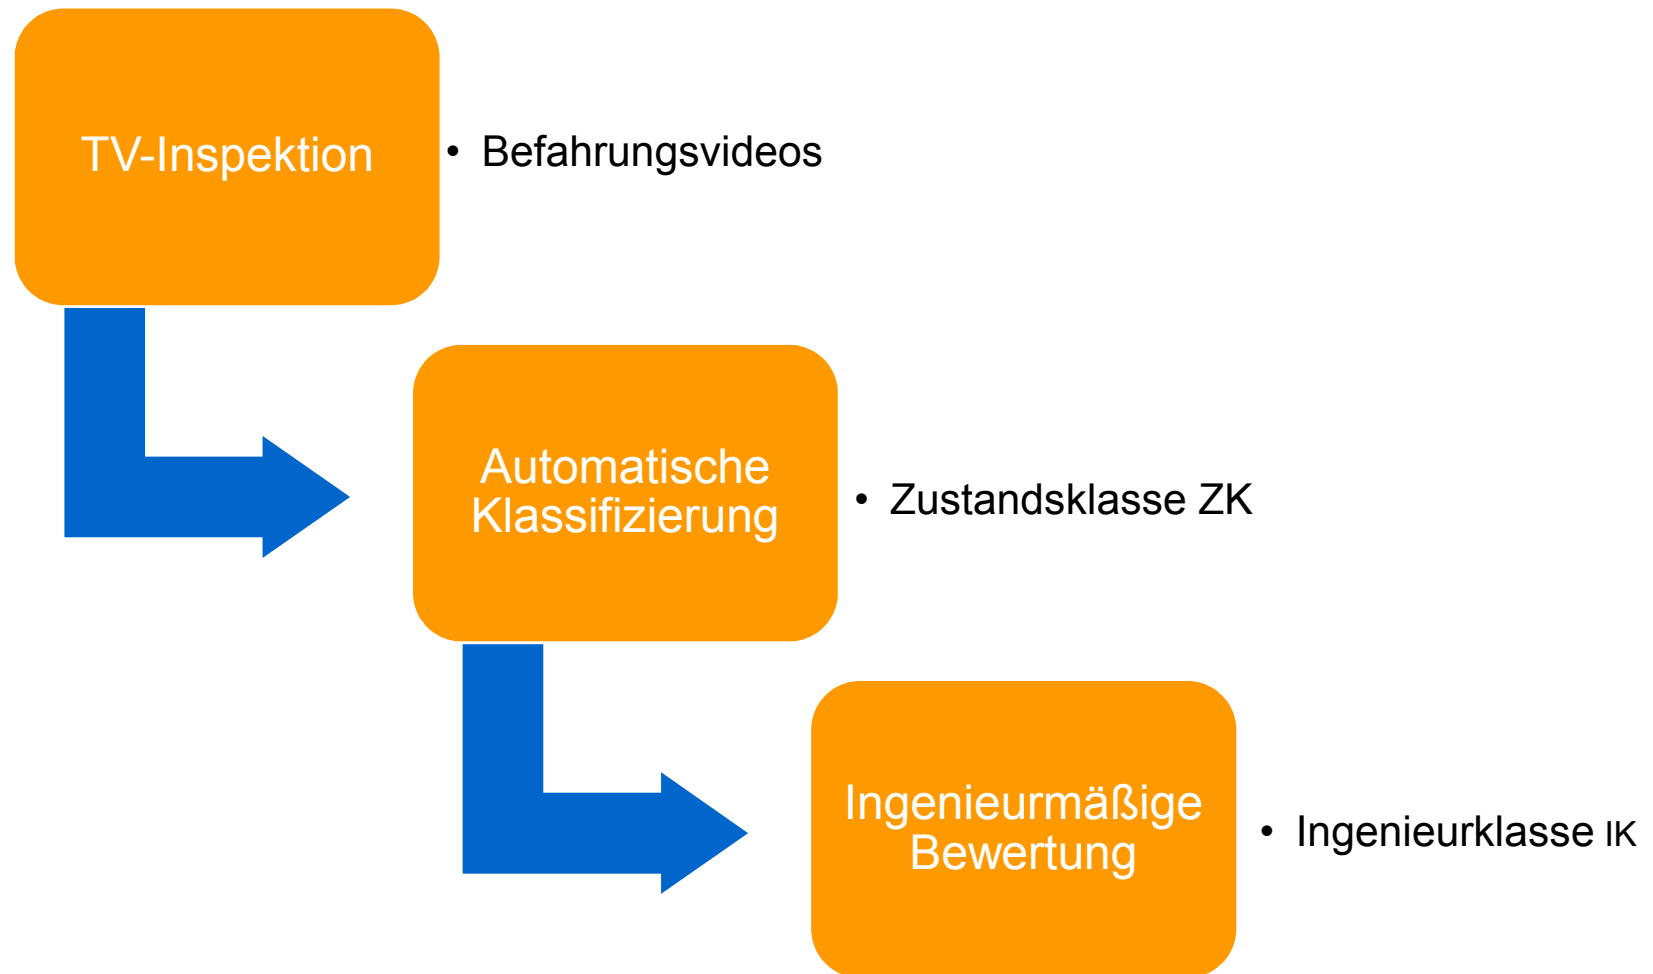 TV-Inspektion
• Befahrungsvideos
Automatische
Klassifizierung
• Zustandsklasse ZK
Ingenieurmäßige
Bewertung
• Ingenieurklasse IK